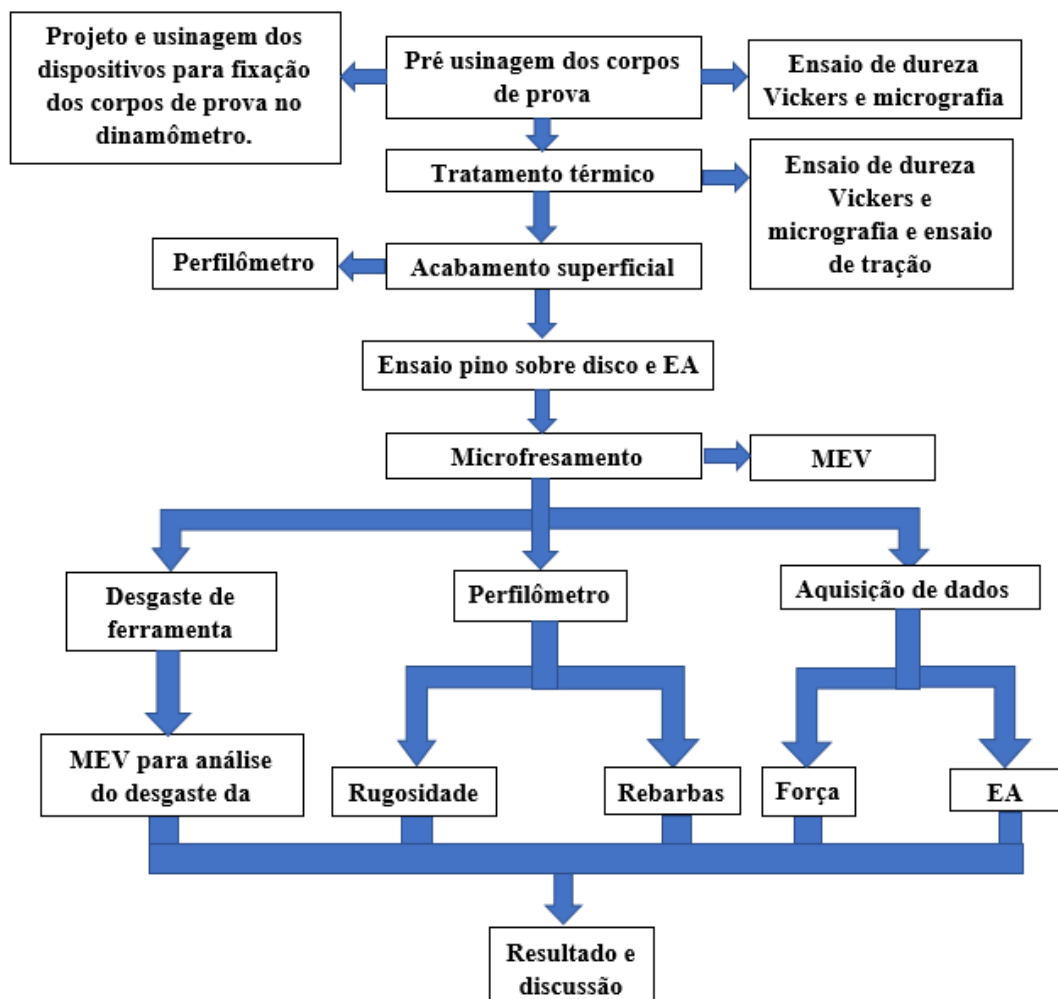 Projeto e usinagem dos
dispositivos para fixação
dos corpos de prova no
dinamômetro.
Pré usinagem dos corpos
de prova
Ensaio de dureza
Vickers e micrografia
Tratamento térmico
Ensaio de dureza
Vickers e
micrografia e ensaio
de tração
Perfilômetro
Acabamento superficial
Ensaio pino sobre disco e EA
Microfresamento
MEV
Desgaste de
ferramenta
Perfilômetro
Aquisição de dados
MEV para análise
do desgaste da
Rugosidade
Rebarbas
Força
EA
Resultado e
discussão